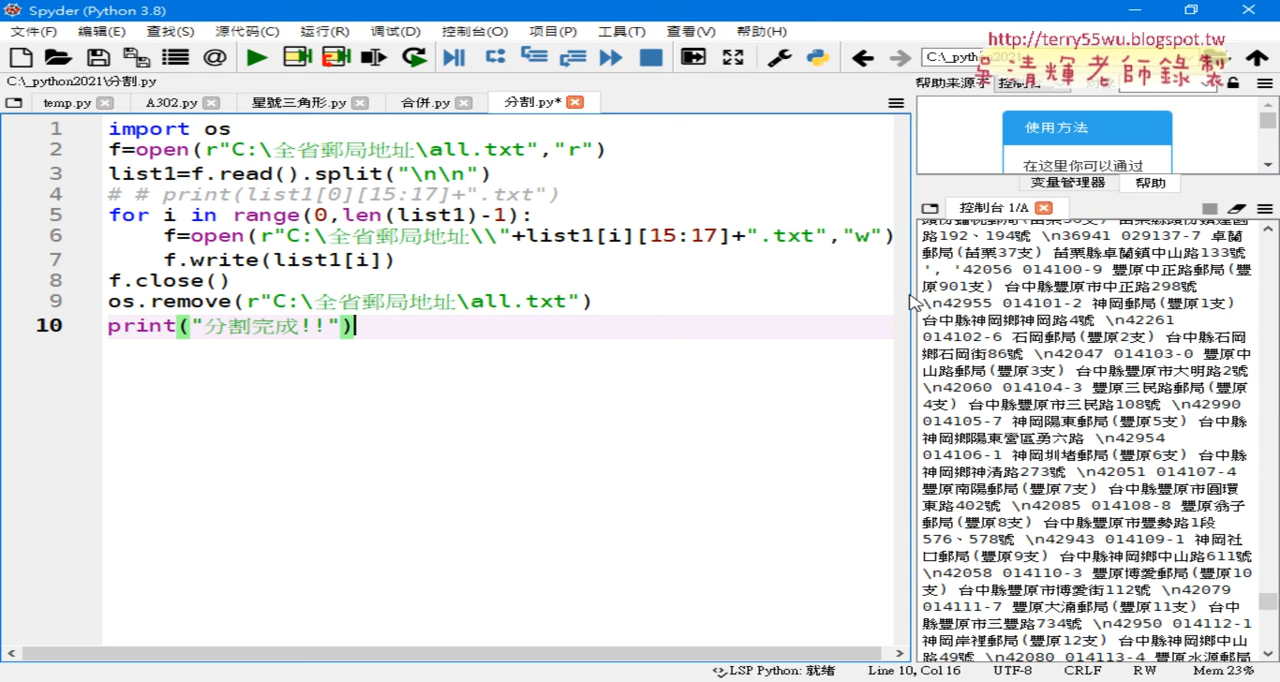 Spyder (Python 3.8)
文件(F) 编辑(E) 查找(S) 源代码(C) 运行(R) 调试(D) 控制台(O) 项目(P) 工具(T) 查看(V) 帮助(H)
http://terry55wu.blogspot.tw
吳清輝老師錄製
C:\_python2021\分割.py
帮助来源于 控制台
temp.py A302.py 星號三角形.py 合併.py 分割.py*
1 import os
2 f=open(r"C:\全省郵局地址\all.txt","r")
3 list1=f.read().split("\n\n")
4 # # print(list1[0][15:17]+".txt")
5 for i in range(0,len(list1)-1):
6 f=open(r"C:\全省郵局地址\\"+list1[i][15:17]+".txt","w")
7 f.write(list1[i])
8 f.close()
9 os.remove(r"C:\全省郵局地址\all.txt")
10 print("分割完成!!")
使用方法
在这里你可以通过
变量管理器 帮助
控制台 1/A
路192、194號 \n36941 029137-7 卓蘭
郵局(苗栗37支) 苗栗縣卓蘭鎮中山路133號
', '42056 014100-9 豐原中正路郵局(豐
原901支) 台中縣豐原市中正路298號
\n42955 014101-2 神岡郵局(豐原1支)
台中縣神岡鄉神岡路4號 \n42261
014102-6 石岡郵局(豐原2支) 台中縣石岡
鄉石岡街86號 \n42047 014103-0 豐原中
山路郵局(豐原3支) 台中縣豐原市大明路2號
\n42060 014104-3 豐原三民路郵局(豐原
4支) 台中縣豐原市三民路108號 \n42990
014105-7 神岡陽東郵局(豐原5支) 台中縣
神岡鄉陽東營區勇六路 \n42954
014106-1 神岡圳堵郵局(豐原6支) 台中縣
神岡鄉神清路273號 \n42051 014107-4
豐原南陽郵局(豐原7支) 台中縣豐原市圓環
東路402號 \n42085 014108-8 豐原翁子
郵局(豐原8支) 台中縣豐原市豐勢路1段
576、578號 \n42943 014109-1 神岡社
口郵局(豐原9支) 台中縣神岡鄉中山路611號
\n42058 014110-3 豐原博愛郵局(豐原10
支) 台中縣豐原市博愛街112號 \n42079
014111-7 豐原大湳郵局(豐原11支) 台中
縣豐原市三豐路734號 \n42950 014112-1
神岡岸裡郵局(豐原12支) 台中縣神岡鄉中山
路49號 \n42080 014113-4 豐原水源郵局
LSP Python: 就绪 Line 10, Col 16 UTF-8 CRLF RW Mem 23%